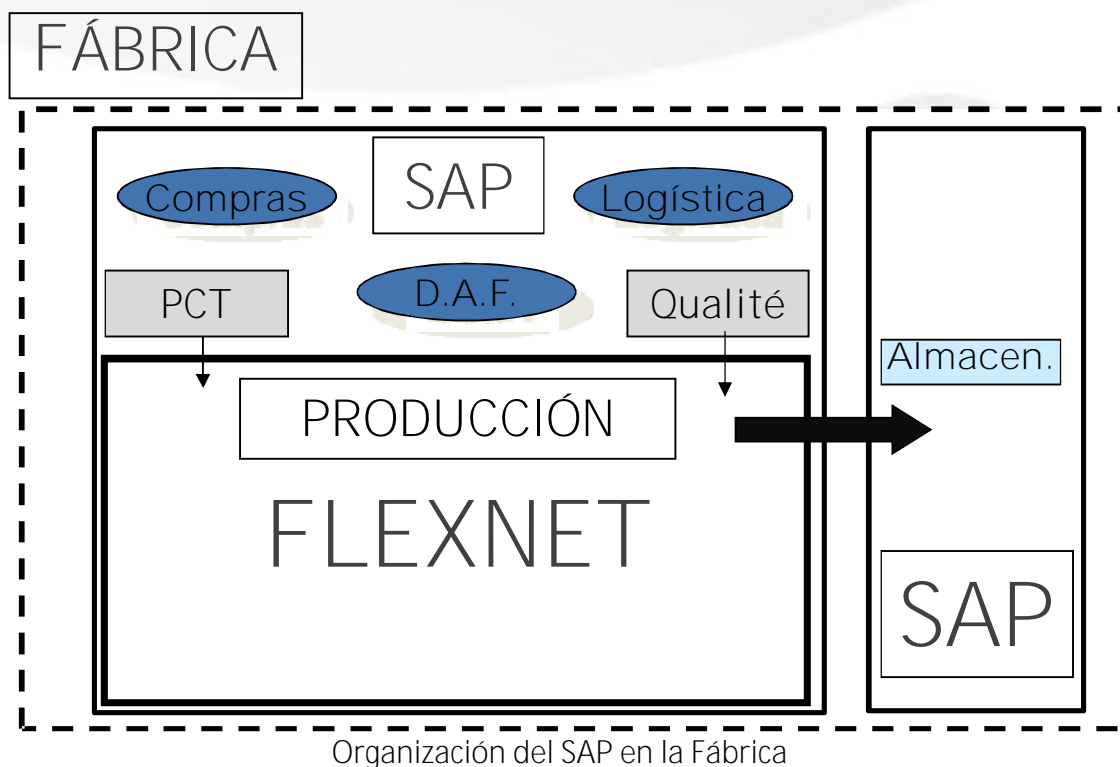 FÁBRICA
SAP
Compras
Logística
D.A.F.
PCT
Qualité
Almacen.
PRODUCCIÓN
FLEXNET
SAP
Organización del SAP en la Fábrica